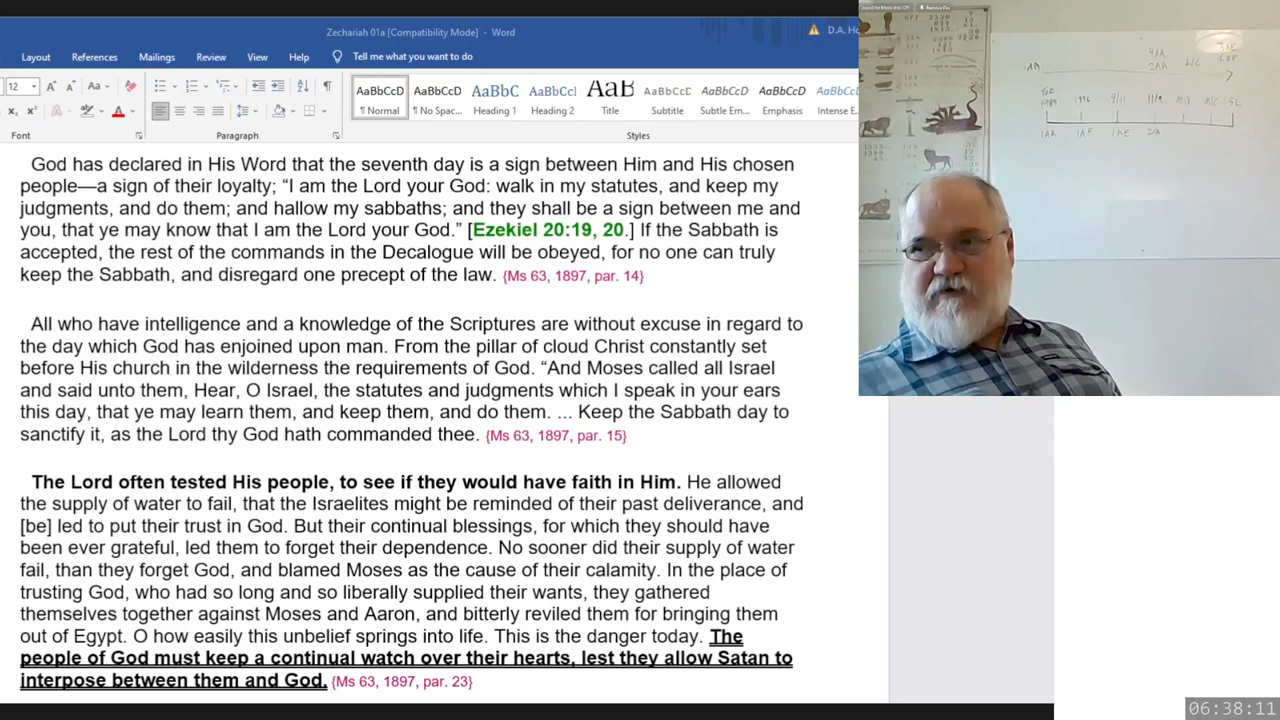 Zechariah 01a [Compatibility Mode] - Word
D.A. Ho
Layout References Mailings Review View Help Tell me what you want to do
12
AaBbCcD AaBbCcD AaBbC AaBbCcl AaB AaBbCcD AaBbCcD AaBbCcD AaBbCcD
¶ Normal ¶ No Spac... Heading 1 Heading 2 Title Subtitle Subtle Em... Emphasis Intense E...
Font Paragraph Styles
God has declared in His Word that the seventh day is a sign between Him and His chosen
people—a sign of their loyalty; “I am the Lord your God: walk in my statutes, and keep my
judgments, and do them; and hallow my sabbaths; and they shall be a sign between me and
you, that ye may know that I am the Lord your God.” [Ezekiel 20:19, 20.] If the Sabbath is
accepted, the rest of the commands in the Decalogue will be obeyed, for no one can truly
keep the Sabbath, and disregard one precept of the law. {Ms 63, 1897, par. 14}
All who have intelligence and a knowledge of the Scriptures are without excuse in regard to
the day which God has enjoined upon man. From the pillar of cloud Christ constantly set
before His church in the wilderness the requirements of God. “And Moses called all Israel
and said unto them, Hear, O Israel, the statutes and judgments which I speak in your ears
this day, that ye may learn them, and keep them, and do them. ... Keep the Sabbath day to
sanctify it, as the Lord thy God hath commanded thee. {Ms 63, 1897, par. 15}
The Lord often tested His people, to see if they would have faith in Him. He allowed
the supply of water to fail, that the Israelites might be reminded of their past deliverance, and
[be] led to put their trust in God. But their continual blessings, for which they should have
been ever grateful, led them to forget their dependence. No sooner did their supply of water
fail, than they forget God, and blamed Moses as the cause of their calamity. In the place of
trusting God, who had so long and so liberally supplied their wants, they gathered
themselves together against Moses and Aaron, and bitterly reviled them for bringing them
out of Egypt. O how easily this unbelief springs into life. This is the danger today. The
people of God must keep a continual watch over their hearts, lest they allow Satan to
interpose between them and God. {Ms 63, 1897, par. 23}
1989 1996 9/11 11/9
06:38:11